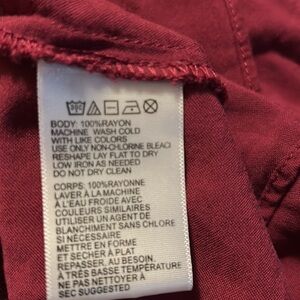 BODY: 100%RAYON
MACHINE WASH COLD
WITH LIKE COLORS
USE ONLY NON-CHLORINE BLEAC
RESHAPE LAY FLAT TO DRY
LOW IRON AS NEEDED
DO NOT DRY CLEAN
CORPS: 100%RAYONNE
LAVER À LA MACHINE
A L'EAU FROIDE AVEC
COULEURS SIMILAIRES
UTILISER UN AGENT DE
BLANCHIMENT SANS CHLORE
SI NÉCESSAIRE
METTRE EN FORME
ET SECHER À PLAT
REPASSER, AU BESOIN,
À TRÈS BASSE TEMPÉRATURE
NE PAS NETTOYER À
SEC SUGGESTED